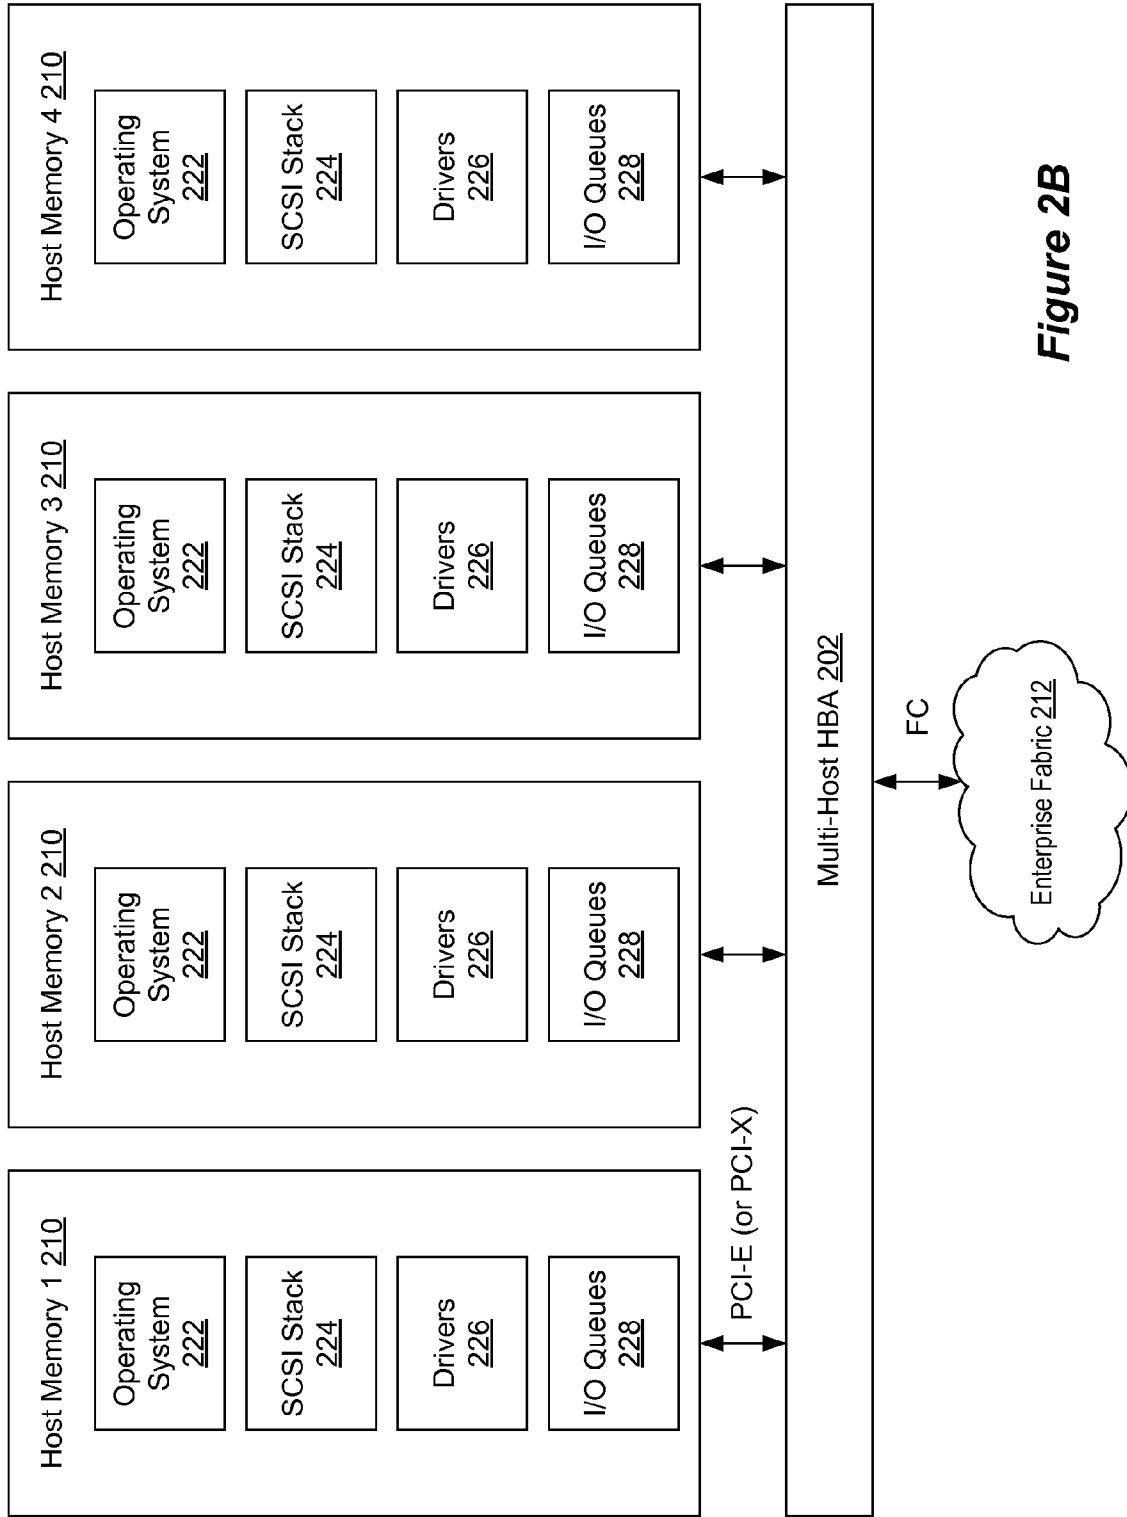 Host Memory 1 210
Operating
System
222
SCSI Stack
224
Drivers
226
I/O Queues
228
Host Memory 2 210
Operating
System
222
SCSI Stack
224
Drivers
226
I/O Queues
228
Host Memory 3 210
Operating
System
222
SCSI Stack
224
Drivers
226
I/O Queues
228
Host Memory 4 210
Operating
System
222
SCSI Stack
224
Drivers
226
I/O Queues
228
PCI-E (or PCI-X)
Multi-Host HBA 202
FC
Enterprise Fabric 212
Figure 2B